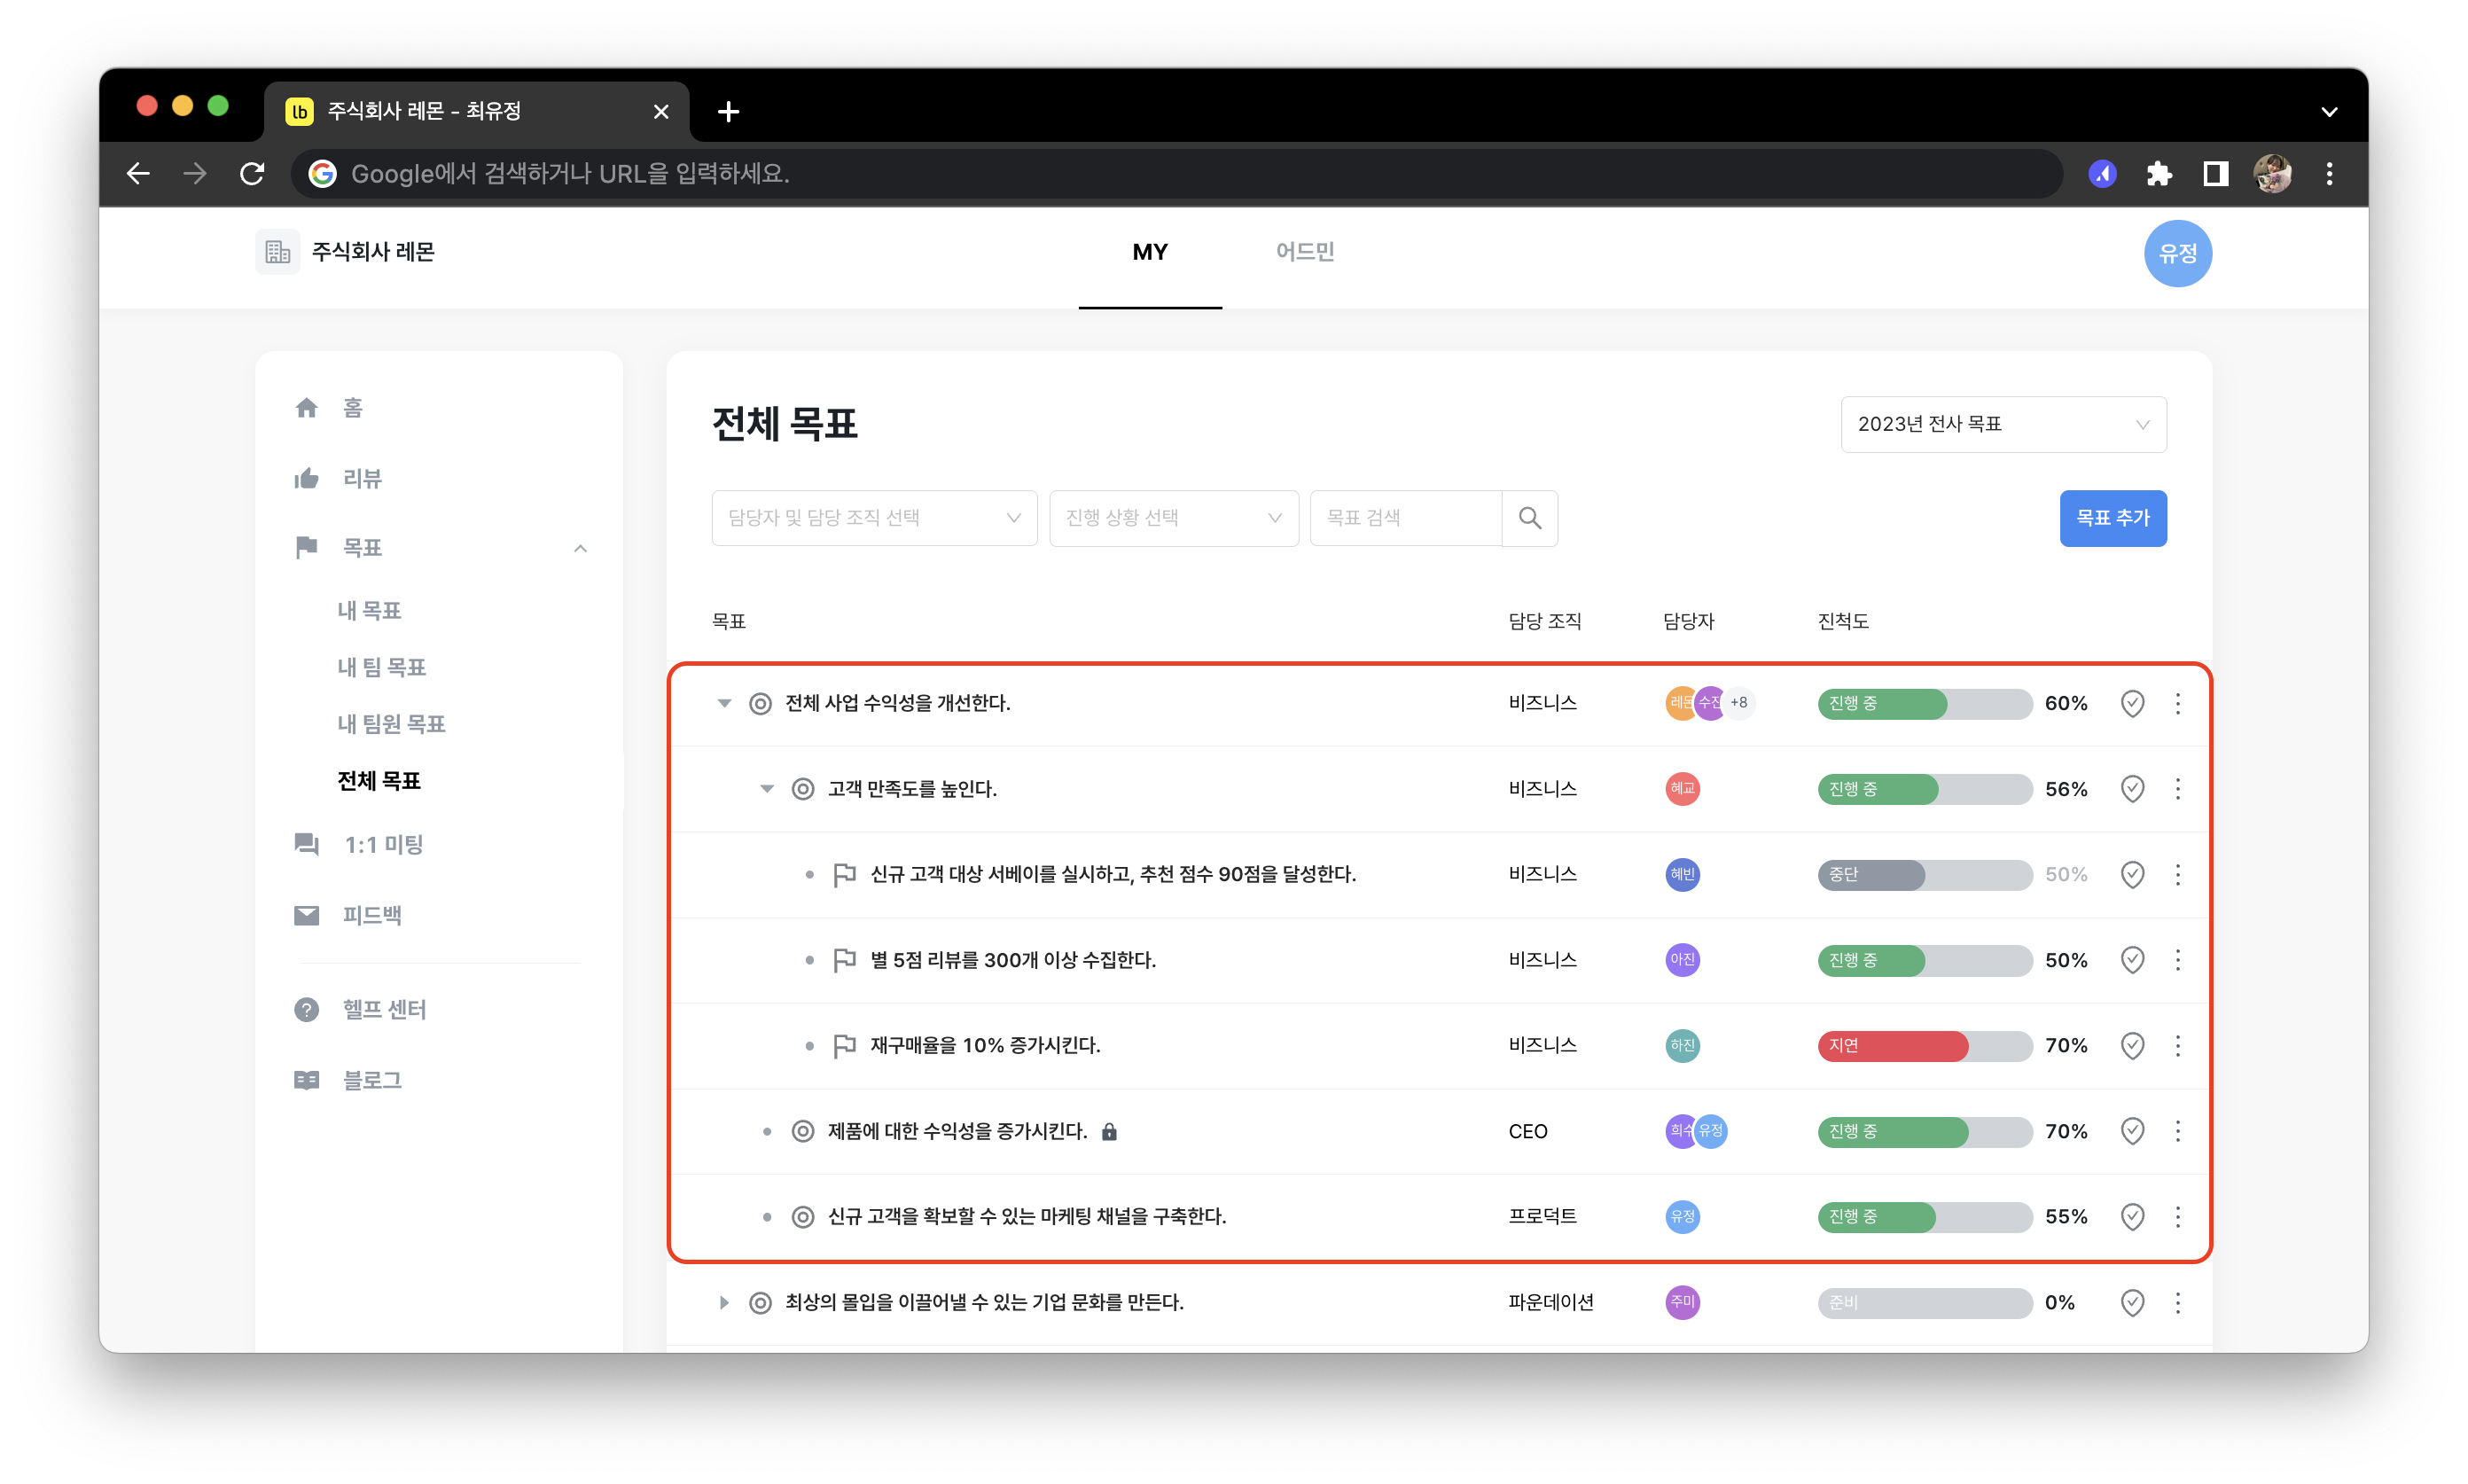 lb 주식회사 레몬 - 최유정
Google에서 검색하거나 URL을 입력하세요.
주식회사 레몬
MY 어드민
유정
홈
리뷰
목표
내 목표
내 팀 목표
내 팀원 목표
전체 목표
1:1 미팅
피드백
헬프 센터
블로그
전체 목표
2023년 전사 목표
담당자 및 담당 조직 선택 진행 상황 선택 목표 검색 목표 추가
목표 담당 조직 담당자 진척도
전체 사업 수익성을 개선한다. 비즈니스 레몬 수진 +8 진행 중 60%
고객 만족도를 높인다. 비즈니스 혜교 진행 중 56%
신규 고객 대상 서베이를 실시하고, 추천 점수 90점을 달성한다. 비즈니스 혜빈 중단 50%
별 5점 리뷰를 300개 이상 수집한다. 비즈니스 아진 진행 중 50%
재구매율을 10% 증가시킨다. 비즈니스 하진 지연 70%
제품에 대한 수익성을 증가시킨다. CEO 희수 유정 진행 중 70%
신규 고객을 확보할 수 있는 마케팅 채널을 구축한다. 프로덕트 유정 진행 중 55%
최상의 몰입을 이끌어낼 수 있는 기업 문화를 만든다. 파운데이션 주미 준비 0%